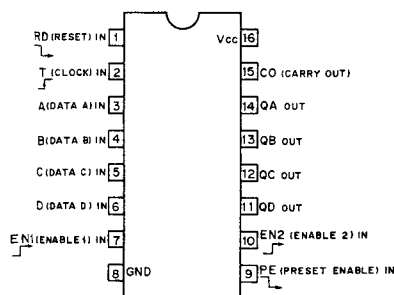 RD(RESET) IN 1
T (CLOCK) IN 2
A(DATA A) IN 3
B(DATA B) IN 4
C(DATA C) IN 5
D(DATA D) IN 6
EN1(ENABLE 1) IN 7
8 GND
Vcc 16
15 CO (CARRY OUT)
14 QA OUT
13 QB OUT
12 QC OUT
11 QD OUT
10 EN2 (ENABLE 2) IN
9 PE (PRESET ENABLE) IN